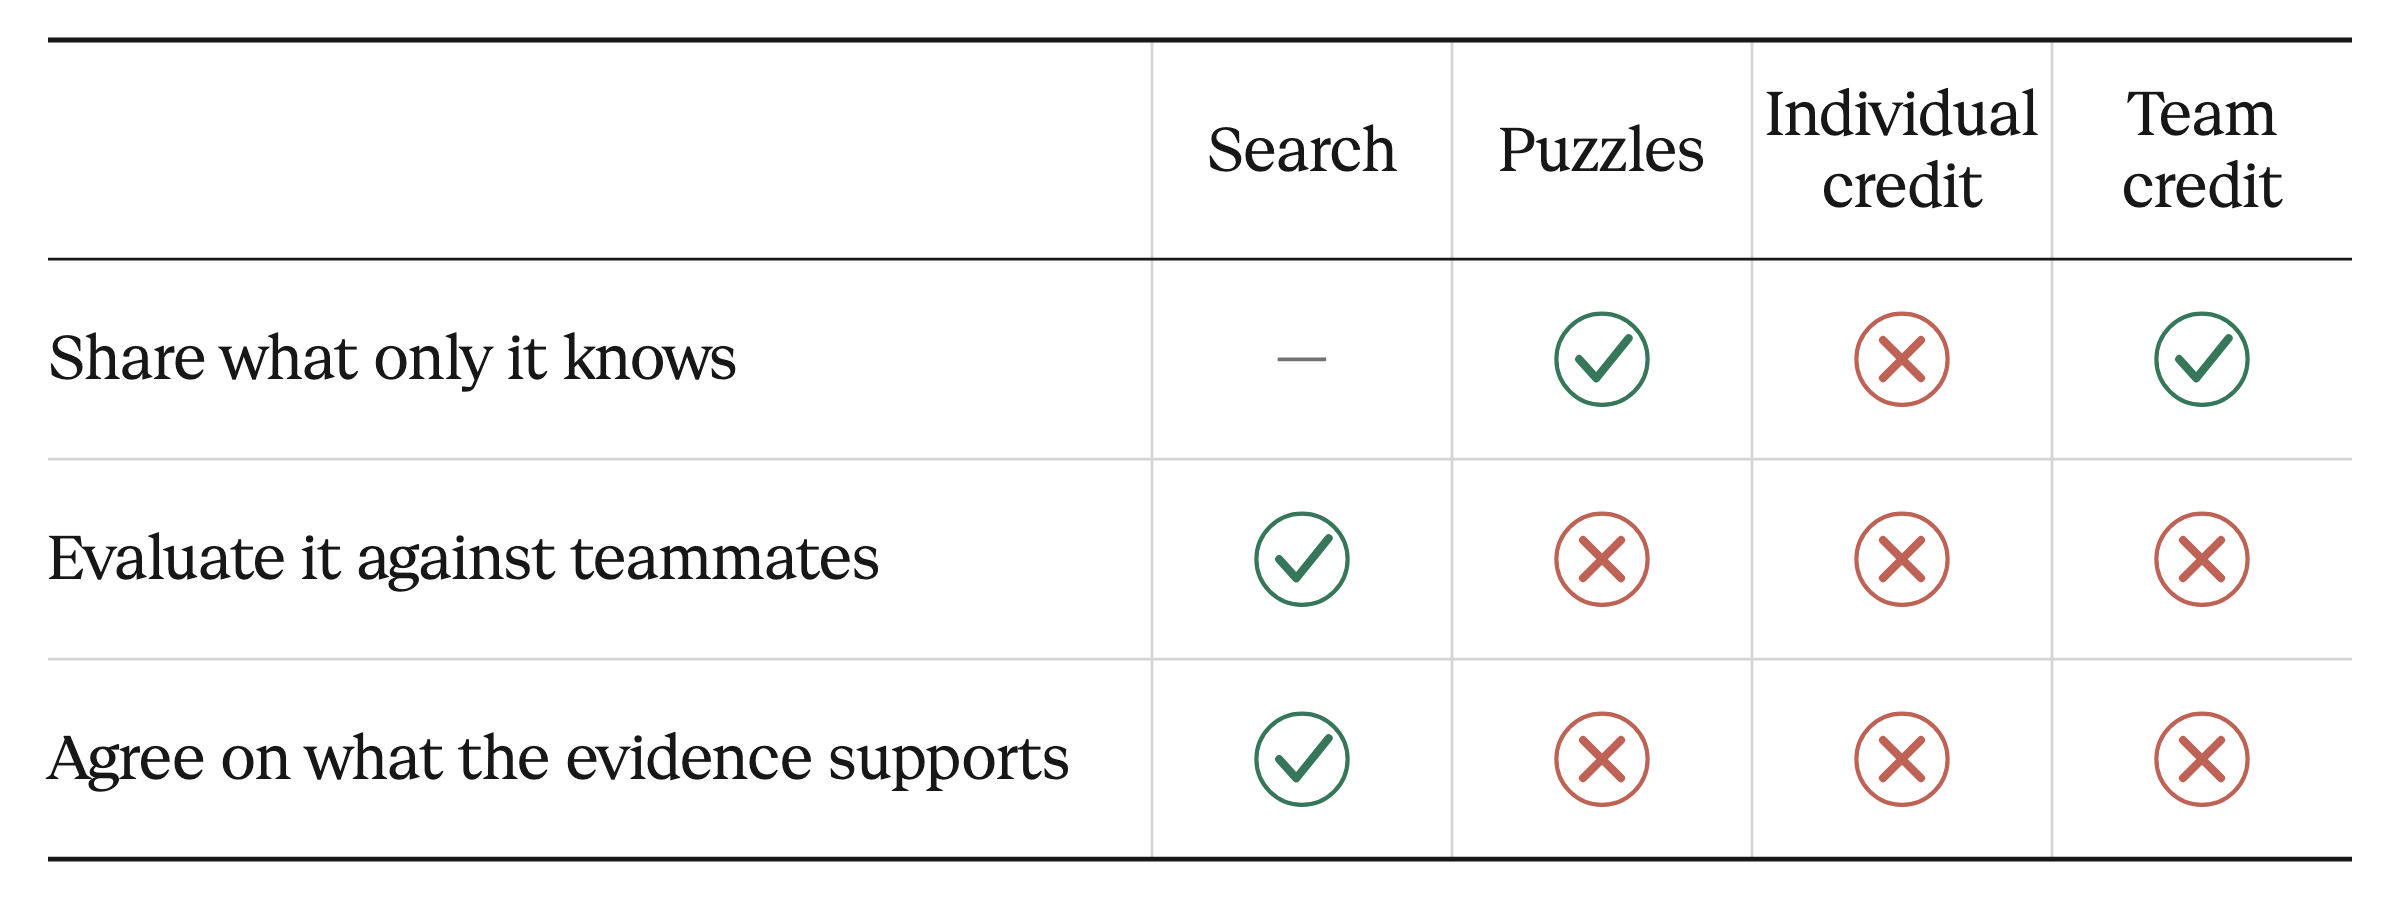 Search
Puzzles
Individual
credit
Team
credit
Share what only it knows
—
Evaluate it against teammates
Agree on what the evidence supports